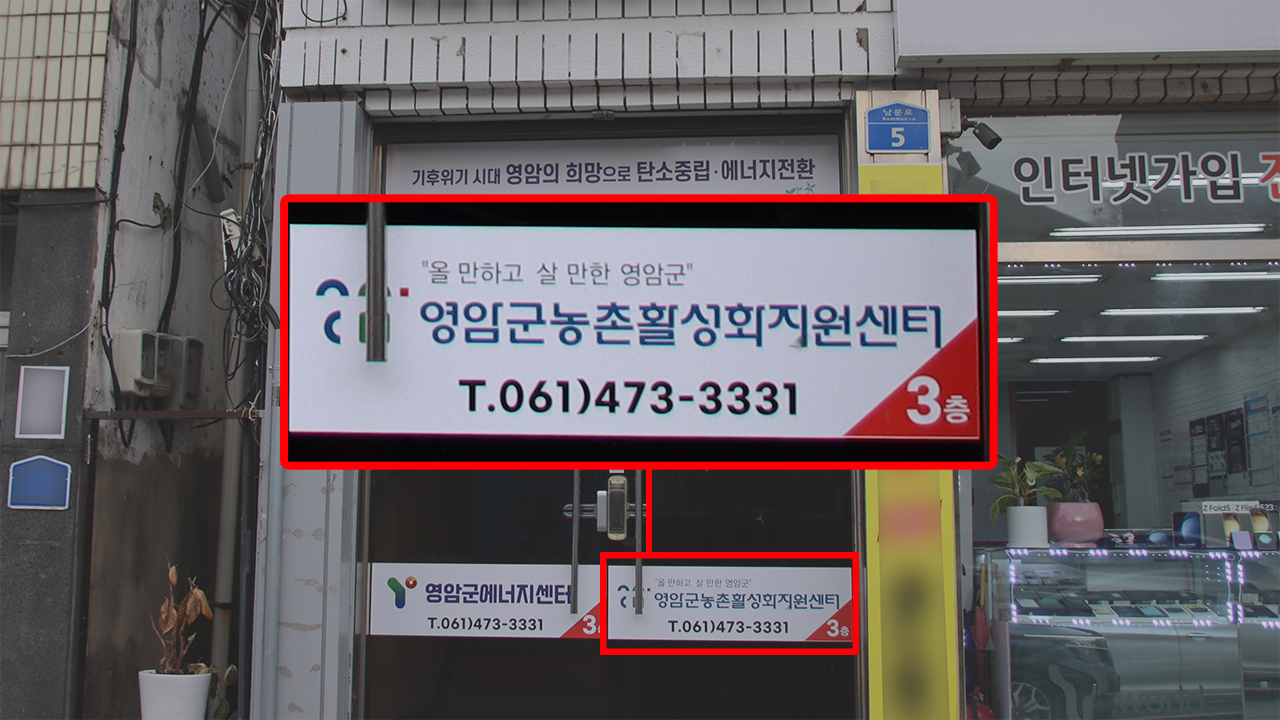 남문로
Nammun-ro
5
기후위기 시대 영암의 희망으로 탄소중립·에너지전환
인터넷가입
"올 만하고 살 만한 영암군"
영암군농촌활성화지원센터
T.061)473-3331
3층
Z Fold5
영암군에너지센터
T.061)473-3331
"올 만하고 살 만한 영암군"
영암군농촌활성화지원센터
T.061)473-3331
3층